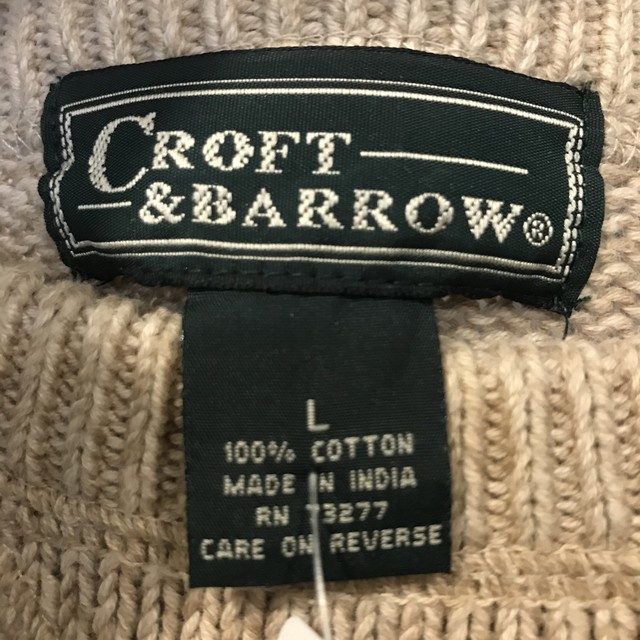 CROFT
&BARROW®
L
100% COTTON
MADE IN INDIA
RN 73277
CARE ON REVERSE